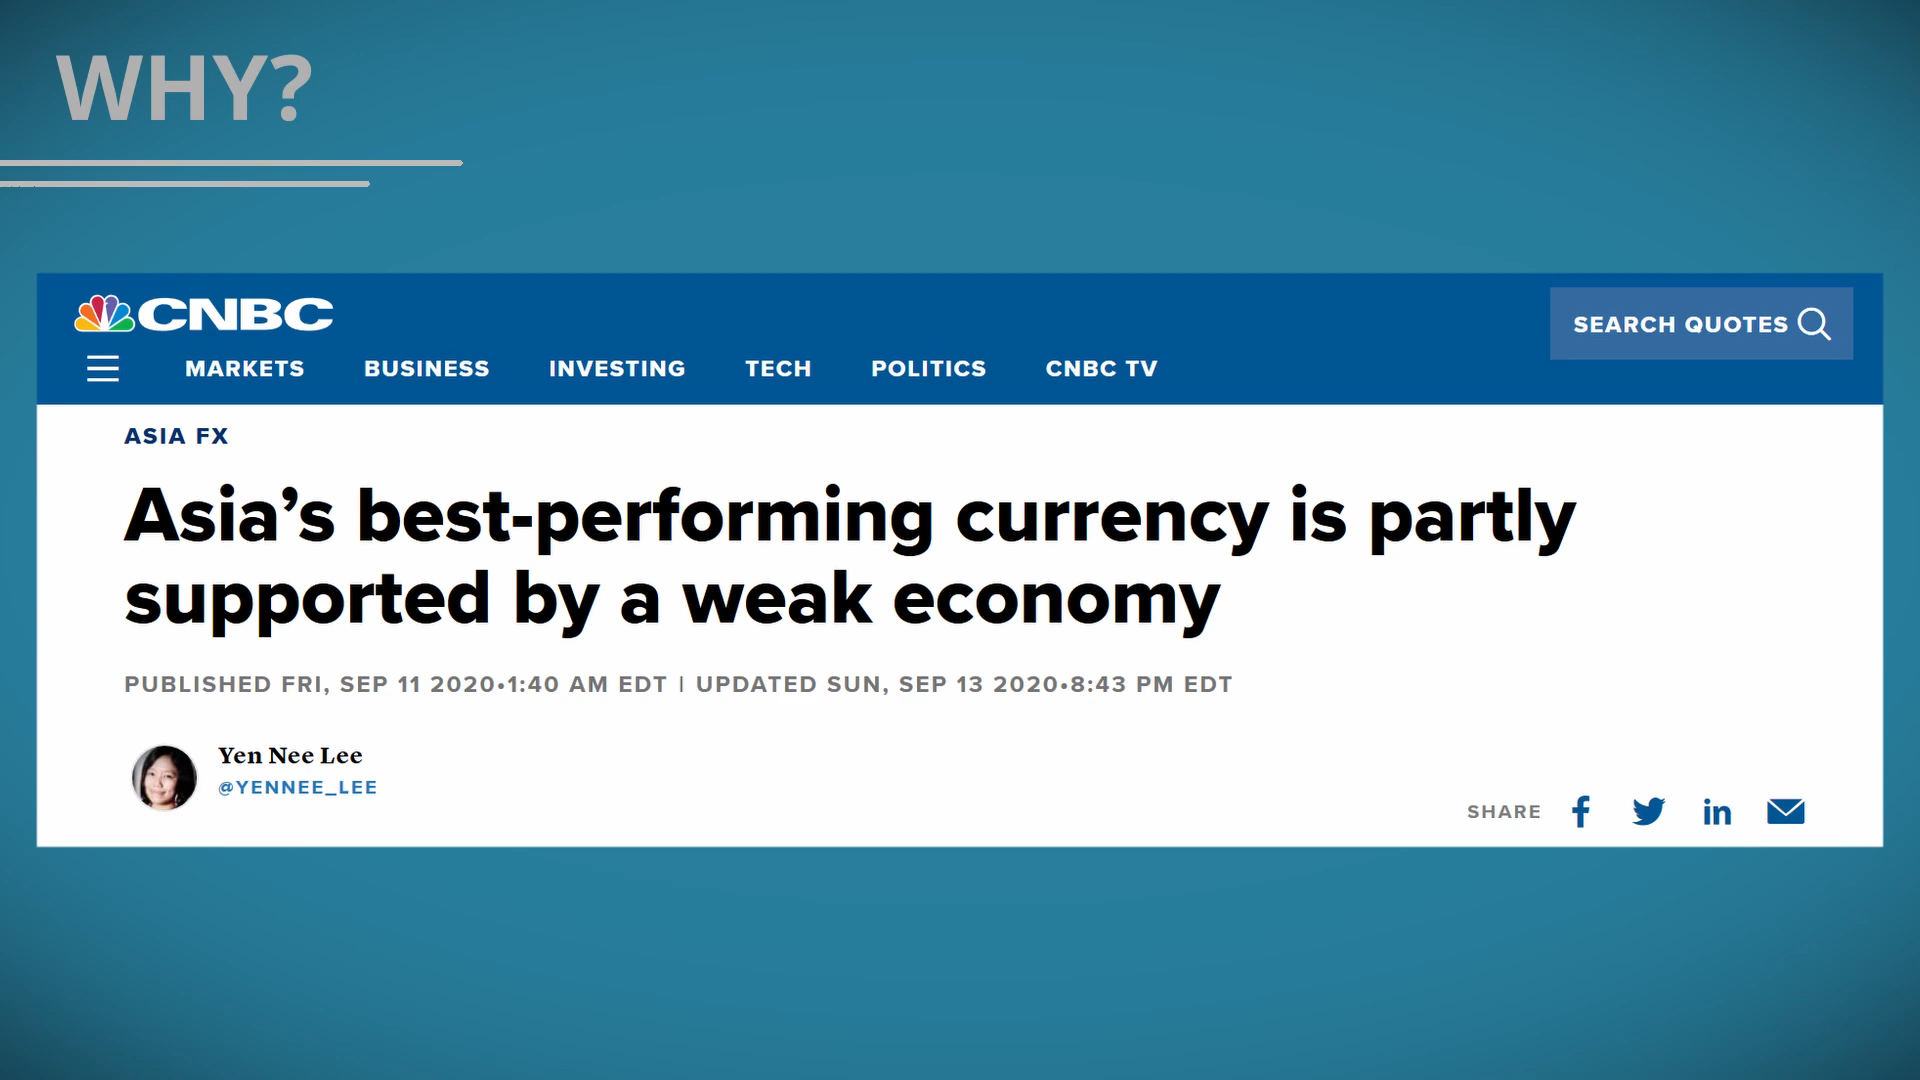 WHY?
CNBC
SEARCH QUOTES
MARKETS BUSINESS INVESTING TECH POLITICS CNBC TV
ASIA FX
Asia’s best-performing currency is partly
supported by a weak economy
PUBLISHED FRI, SEP 11 2020•1:40 AM EDT | UPDATED SUN, SEP 13 2020•8:43 PM EDT
Yen Nee Lee
@YENNEE_LEE
SHARE